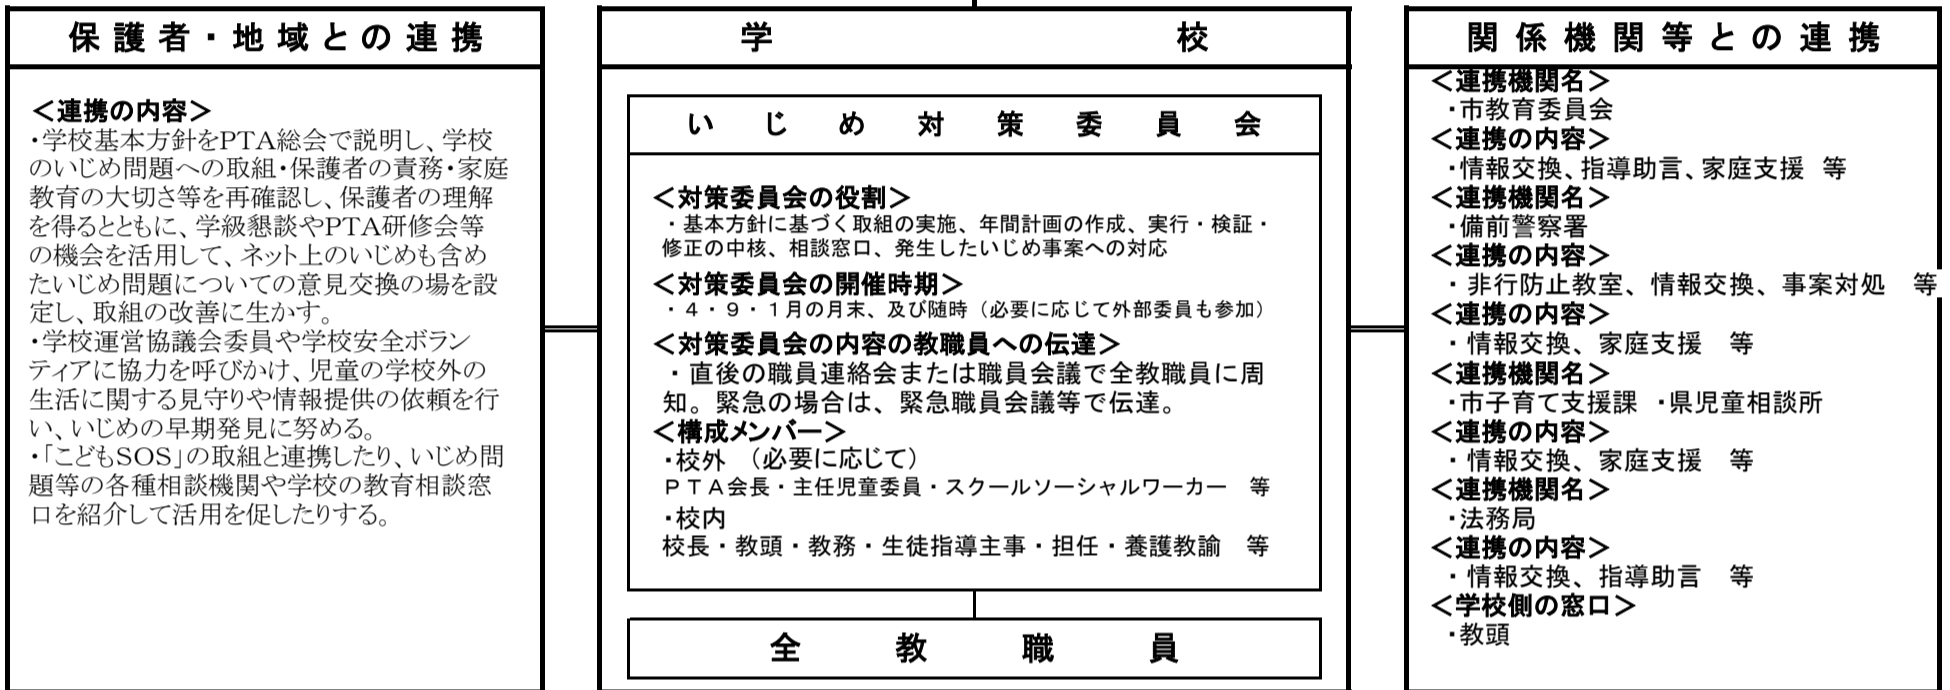 保護者・地域との連携
<連携の内容>
・学校基本方針をPTA総会で説明し、学校
のいじめ問題への取組・保護者の責務・家庭
教育の大切さ等を再確認し、保護者の理解
を得るとともに、学級懇談やPTA研修会等
の機会を活用して、ネット上のいじめも含め
たいじめ問題についての意見交換の場を設
定し、取組の改善に生かす。
・学校運営協議会委員や学校安全ボラン
ティアに協力を呼びかけ、児童の学校外の
生活に関する見守りや情報提供の依頼を行
い、いじめの早期発見に努める。
・「こどもSOS」の取組と連携したり、いじめ問
題等の各種相談機関や学校の教育相談窓
口を紹介して活用を促したりする。
学校
いじめ対策委員会
<対策委員会の役割>
・基本方針に基づく取組の実施、年間計画の作成、実行・検証・
修正の中核、相談窓口、発生したいじめ事案への対応
<対策委員会の開催時期>
・4・9・1月の月末、及び随時（必要に応じて外部委員も参加）
<対策委員会の内容の教職員への伝達>
・直後の職員連絡会または職員会議で全教職員に周
知。緊急の場合は、緊急職員会議等で伝達。
<構成メンバー>
・校外　（必要に応じて）
ＰＴＡ会長・主任児童委員・スクールソーシャルワーカー　等
・校内
校長・教頭・教務・生徒指導主事・担任・養護教諭　等
全教職員
関係機関等との連携
<連携機関名>
・市教育委員会
<連携の内容>
・情報交換、指導助言、家庭支援　等
<連携機関名>
・備前警察署
<連携の内容>
・非行防止教室、情報交換、事案対処　等
<連携の内容>
・情報交換、家庭支援　等
<連携機関名>
・市子育て支援課　・県児童相談所
<連携の内容>
・情報交換、家庭支援　等
<連携機関名>
・法務局
<連携の内容>
・情報交換、指導助言　等
<学校側の窓口>
・教頭